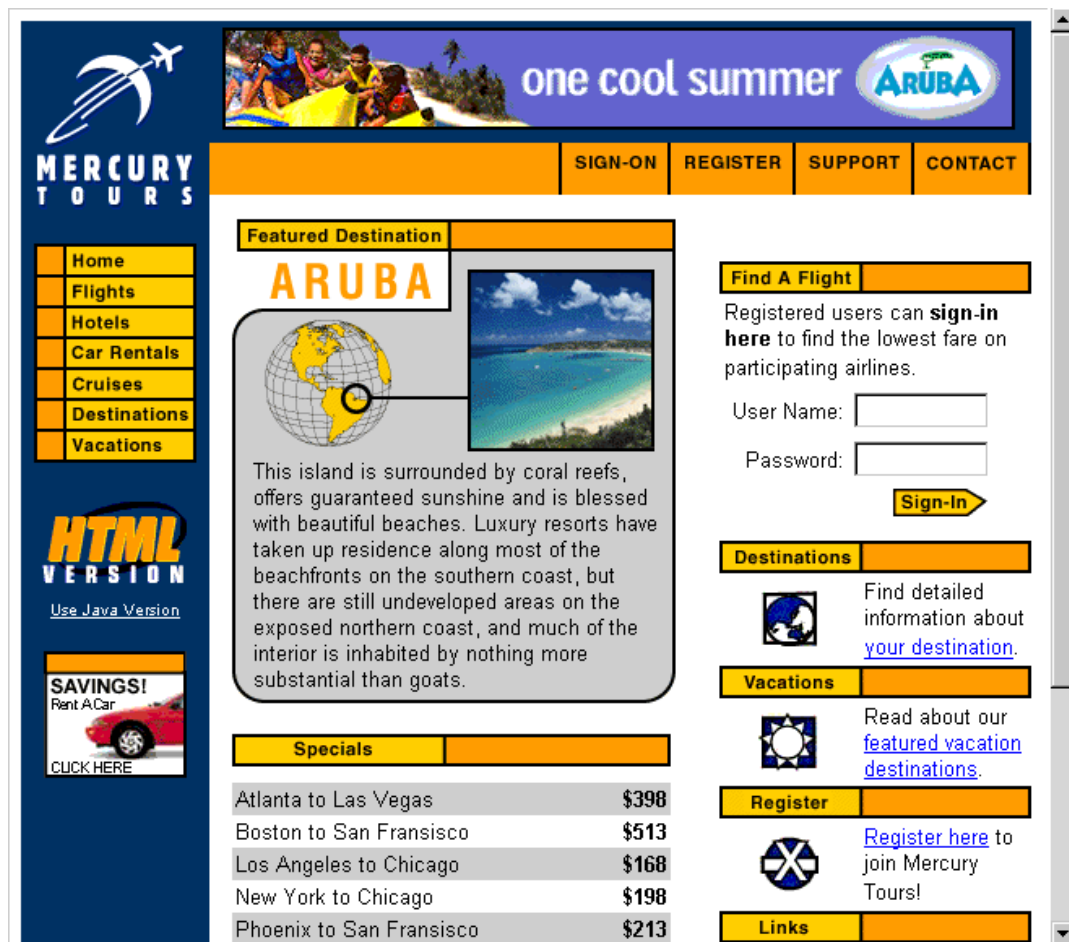 one cool summer ARUBA
MERCURY
TOURS
SIGN-ON REGISTER SUPPORT CONTACT
Home
Flights
Hotels
Car Rentals
Cruises
Destinations
Vacations
HTML
VERSION
Use Java Version
SAVINGS!
Rent A Car
CLICK HERE
Featured Destination
ARUBA
This island is surrounded by coral reefs,
offers guaranteed sunshine and is blessed
with beautiful beaches. Luxury resorts have
taken up residence along most of the
beachfronts on the southern coast, but
there are still undeveloped areas on the
exposed northern coast, and much of the
interior is inhabited by nothing more
substantial than goats.
Specials
Atlanta to Las Vegas $398
Boston to San Fransisco $513
Los Angeles to Chicago $168
New York to Chicago $198
Phoenix to San Fransisco $213
Find A Flight
Registered users can sign-in
here to find the lowest fare on
participating airlines.
User Name:
Password:
Sign-In
Destinations
Find detailed
information about
your destination.
Vacations
Read about our
featured vacation
destinations.
Register
Register here to
join Mercury
Tours!
Links